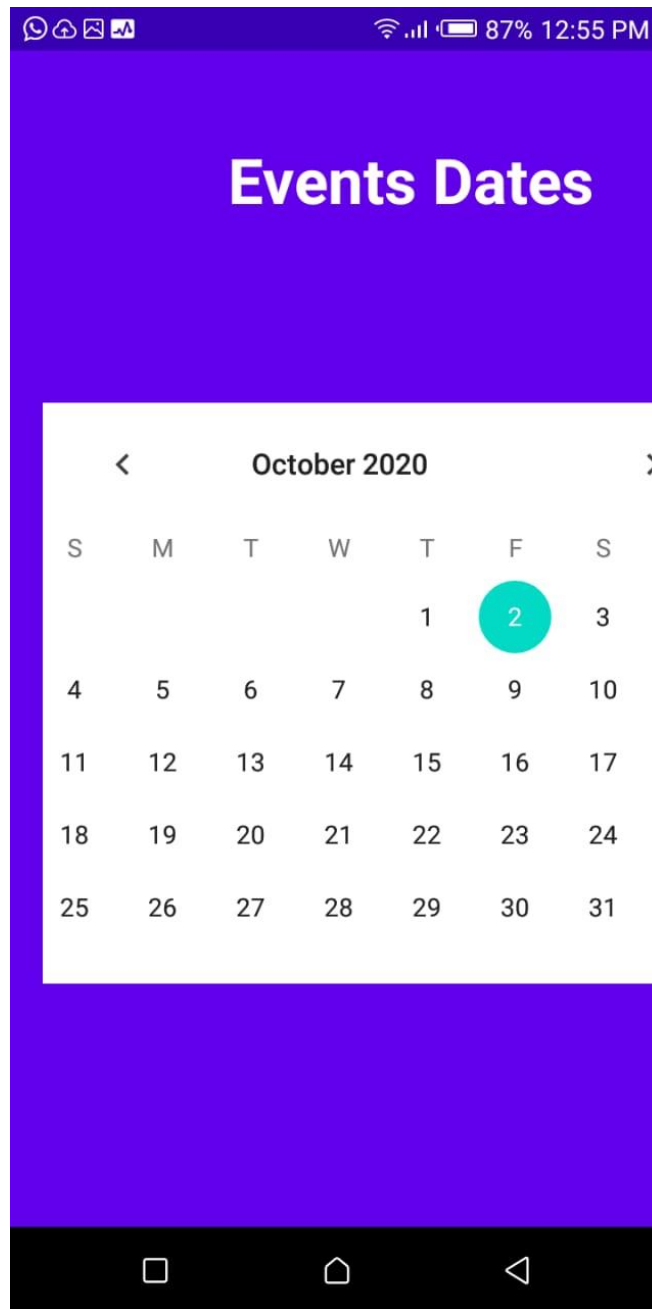 87% 12:55 PM
Events Dates
October 2020
S M T W T F S
1 2 3
4 5 6 7 8 9 10
11 12 13 14 15 16 17
18 19 20 21 22 23 24
25 26 27 28 29 30 31